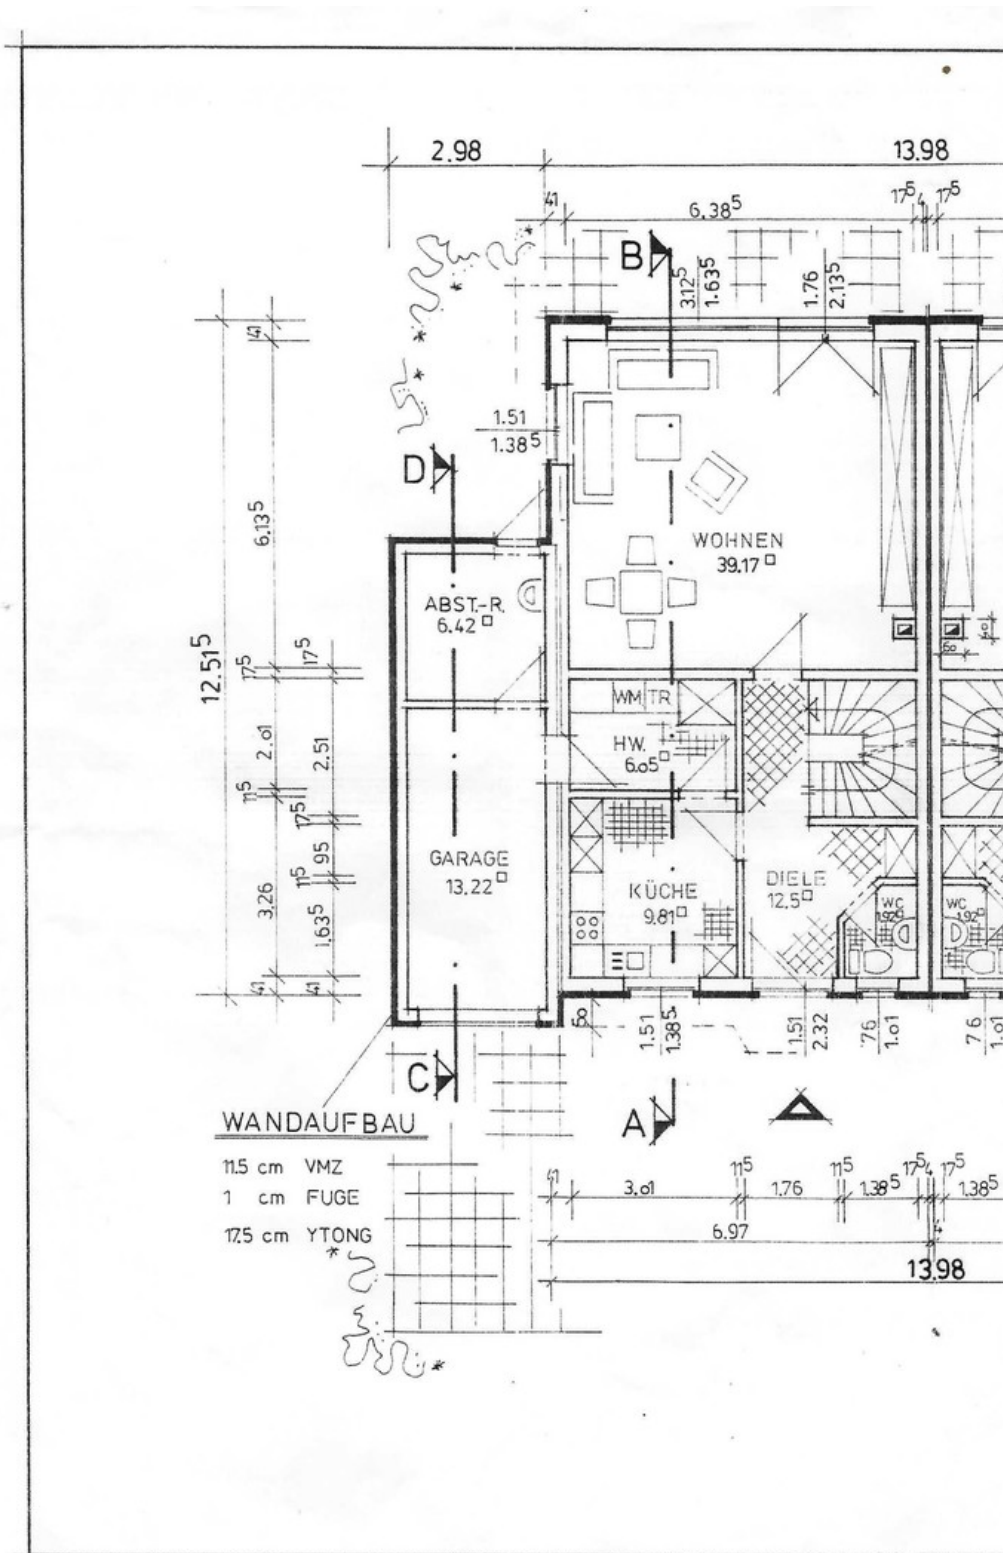 2.98
13.98
41
6.38⁵
17⁵ 4 17⁵
B
3.12⁵
1.63⁵
1.76
2.13⁵
41
1.51
1.38⁵
D
6.13⁵
WOHNEN
39.17 □
ABST.-R.
6.42 □
60
40
12.51⁵
17⁵
17⁵
WM TR
HW.
6.05 □
2.01
2.51
11⁵
17⁵
GARAGE
13.22 □
KÜCHE
9.81 □
DIELE
12.5 □
WC
1.92 □
WC
1.92 □
95
11⁵
3.26
1.63⁵
41
41
60
1.51
1.38⁵
1.51
2.32
76
1.01
76
1.01
C
A
WANDAUFBAU
11.5 cm VMZ
1 cm FUGE
17.5 cm YTONG
41
3.01
11⁵
1.76
11⁵
1.38⁵
17⁵ 4 17⁵
1.38⁵
6.97
4
13.98